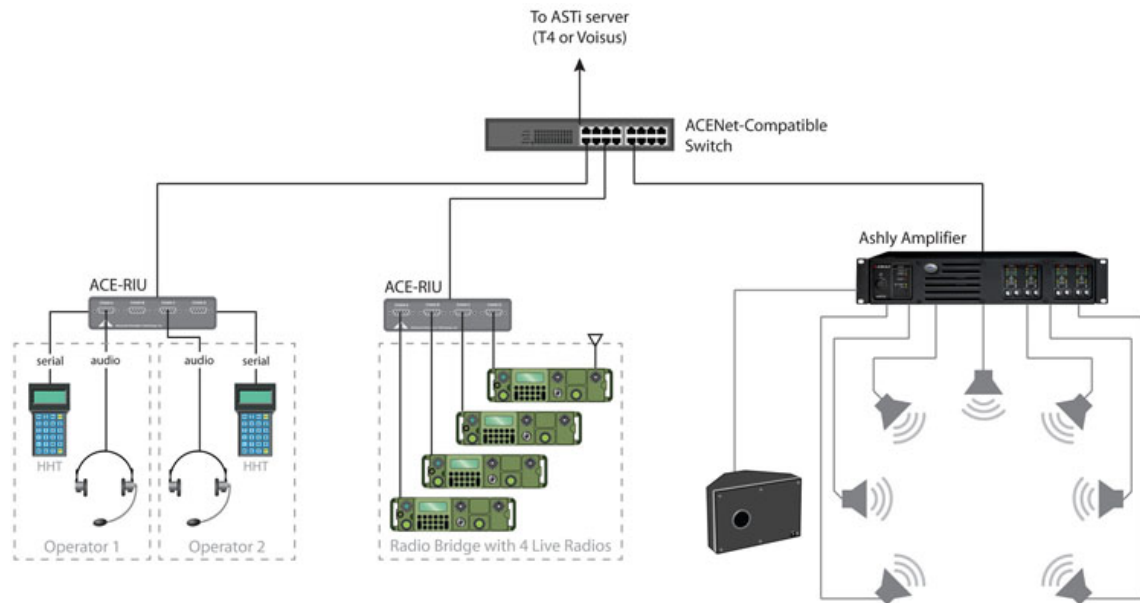 To ASTi server
(T4 or Voisus)
ACENet-Compatible
Switch
Ashly Amplifier
ACE-RIU
ACE-RIU
serial
audio
audio
serial
HHT
HHT
Operator 1
Operator 2
Radio Bridge with 4 Live Radios